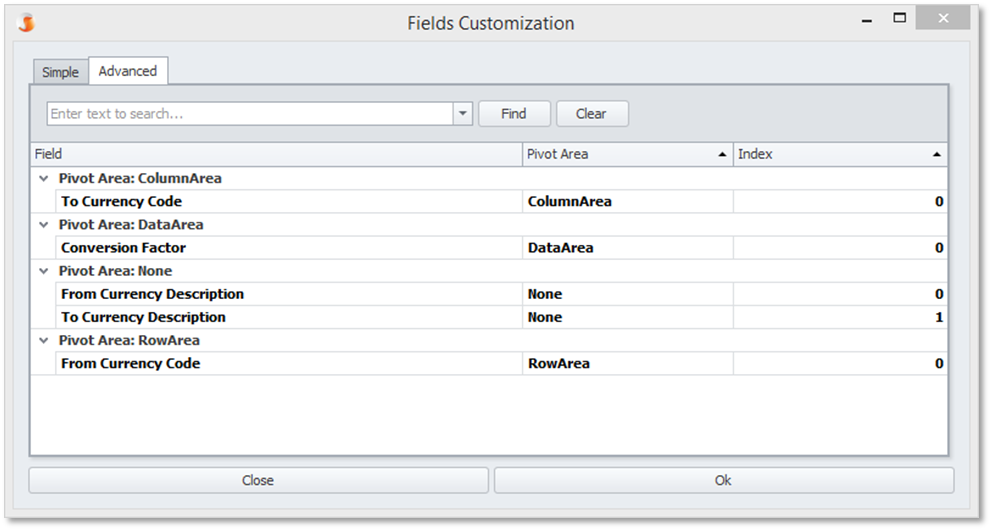 Fields Customization
Simple Advanced
Enter text to search... Find Clear
Field Pivot Area Index
Pivot Area: ColumnArea
To Currency Code ColumnArea 0
Pivot Area: DataArea
Conversion Factor DataArea 0
Pivot Area: None
From Currency Description None 0
To Currency Description None 1
Pivot Area: RowArea
From Currency Code RowArea 0
Close Ok